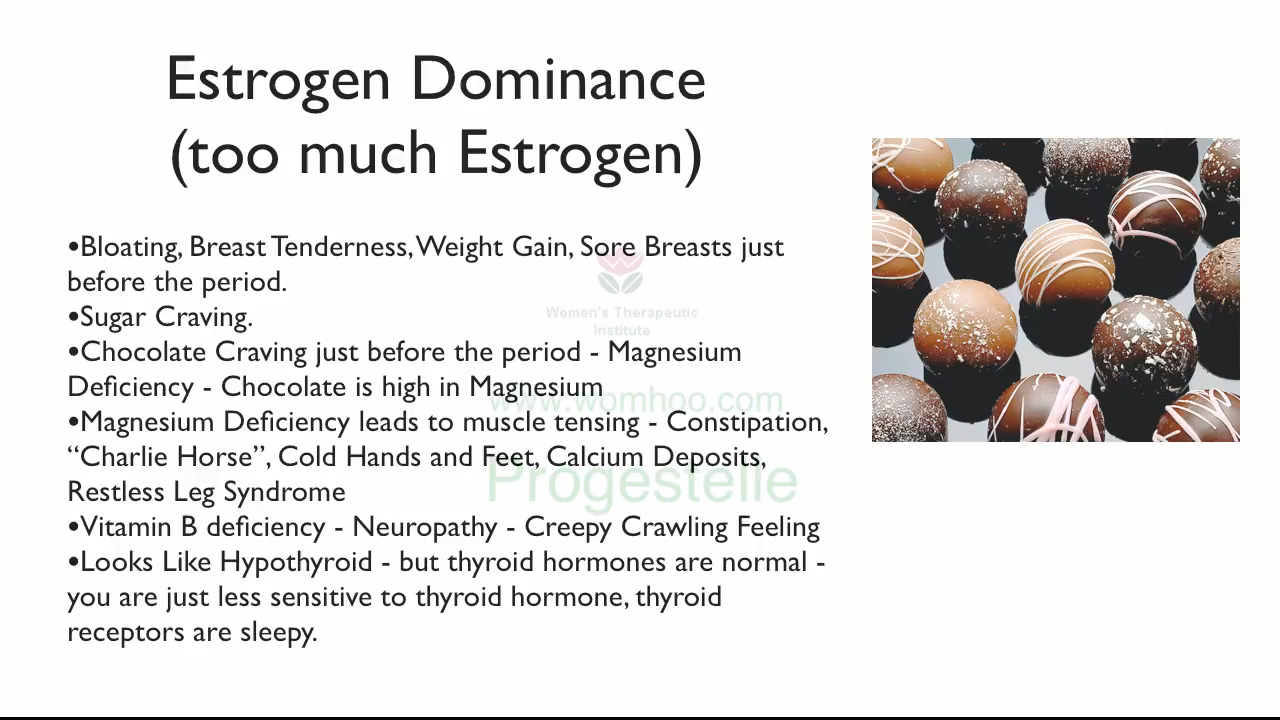 Estrogen Dominance
(too much Estrogen)
•Bloating, Breast Tenderness, Weight Gain, Sore Breasts just
before the period.
•Sugar Craving.
•Chocolate Craving just before the period - Magnesium
Deficiency - Chocolate is high in Magnesium
•Magnesium Deficiency leads to muscle tensing - Constipation,
“Charlie Horse”, Cold Hands and Feet, Calcium Deposits,
Restless Leg Syndrome
•Vitamin B deficiency - Neuropathy - Creepy Crawling Feeling
•Looks Like Hypothyroid - but thyroid hormones are normal -
you are just less sensitive to thyroid hormone, thyroid
receptors are sleepy.
Women's Therapeutic
Institute
www.womhoo.com
Progestelle